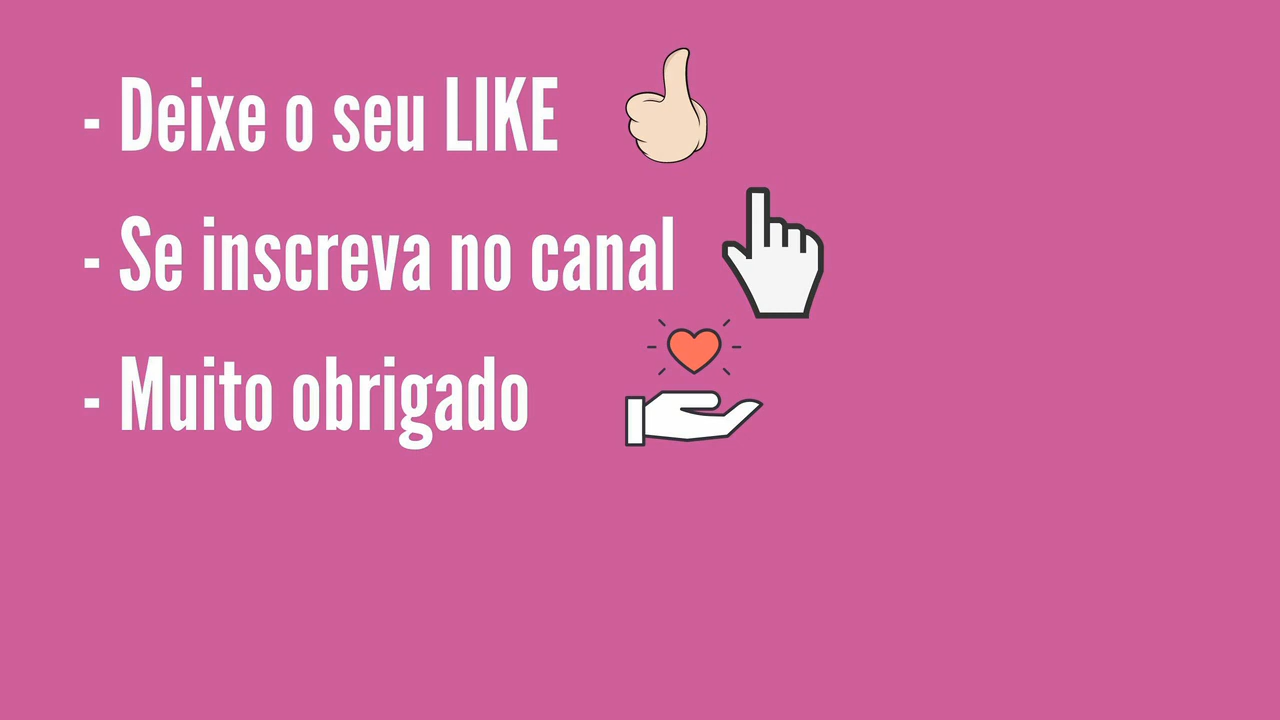 - Deixe o seu LIKE
- Se inscreva no canal
- Muito obrigado